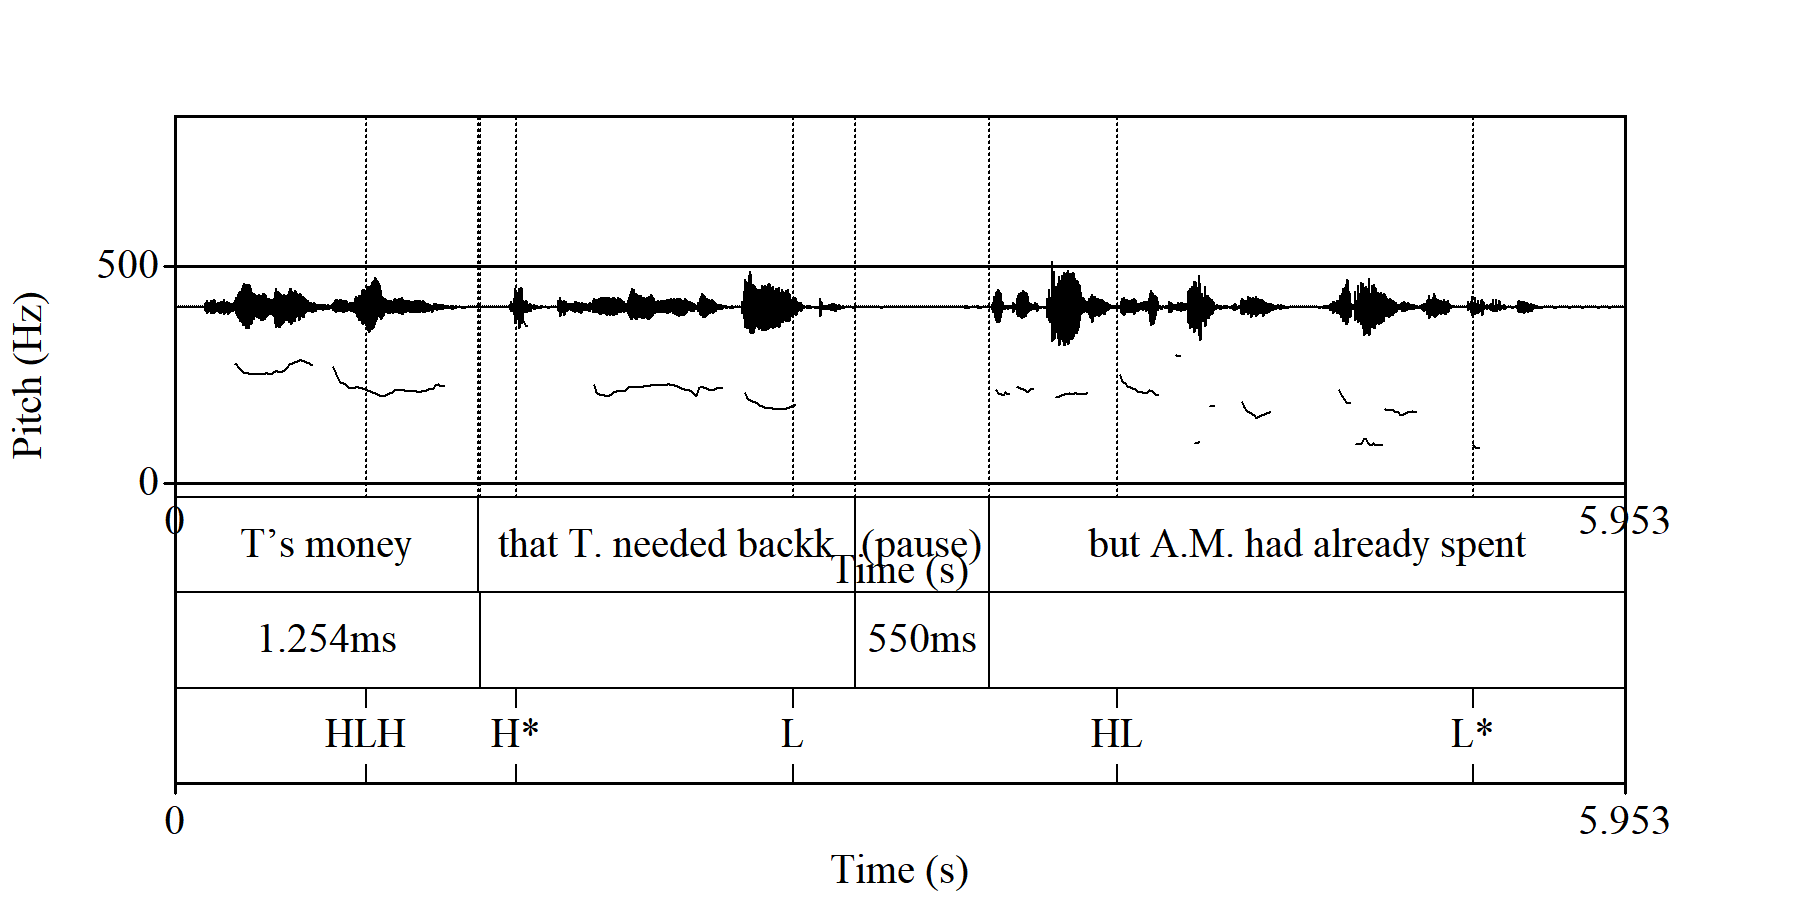 Pitch (Hz)
500
0
0 5.953
T’s money that T. needed backk (pause) but A.M. had already spent
Time (s)
1.254ms 550ms
HLH H* L HL L*
0 5.953
Time (s)